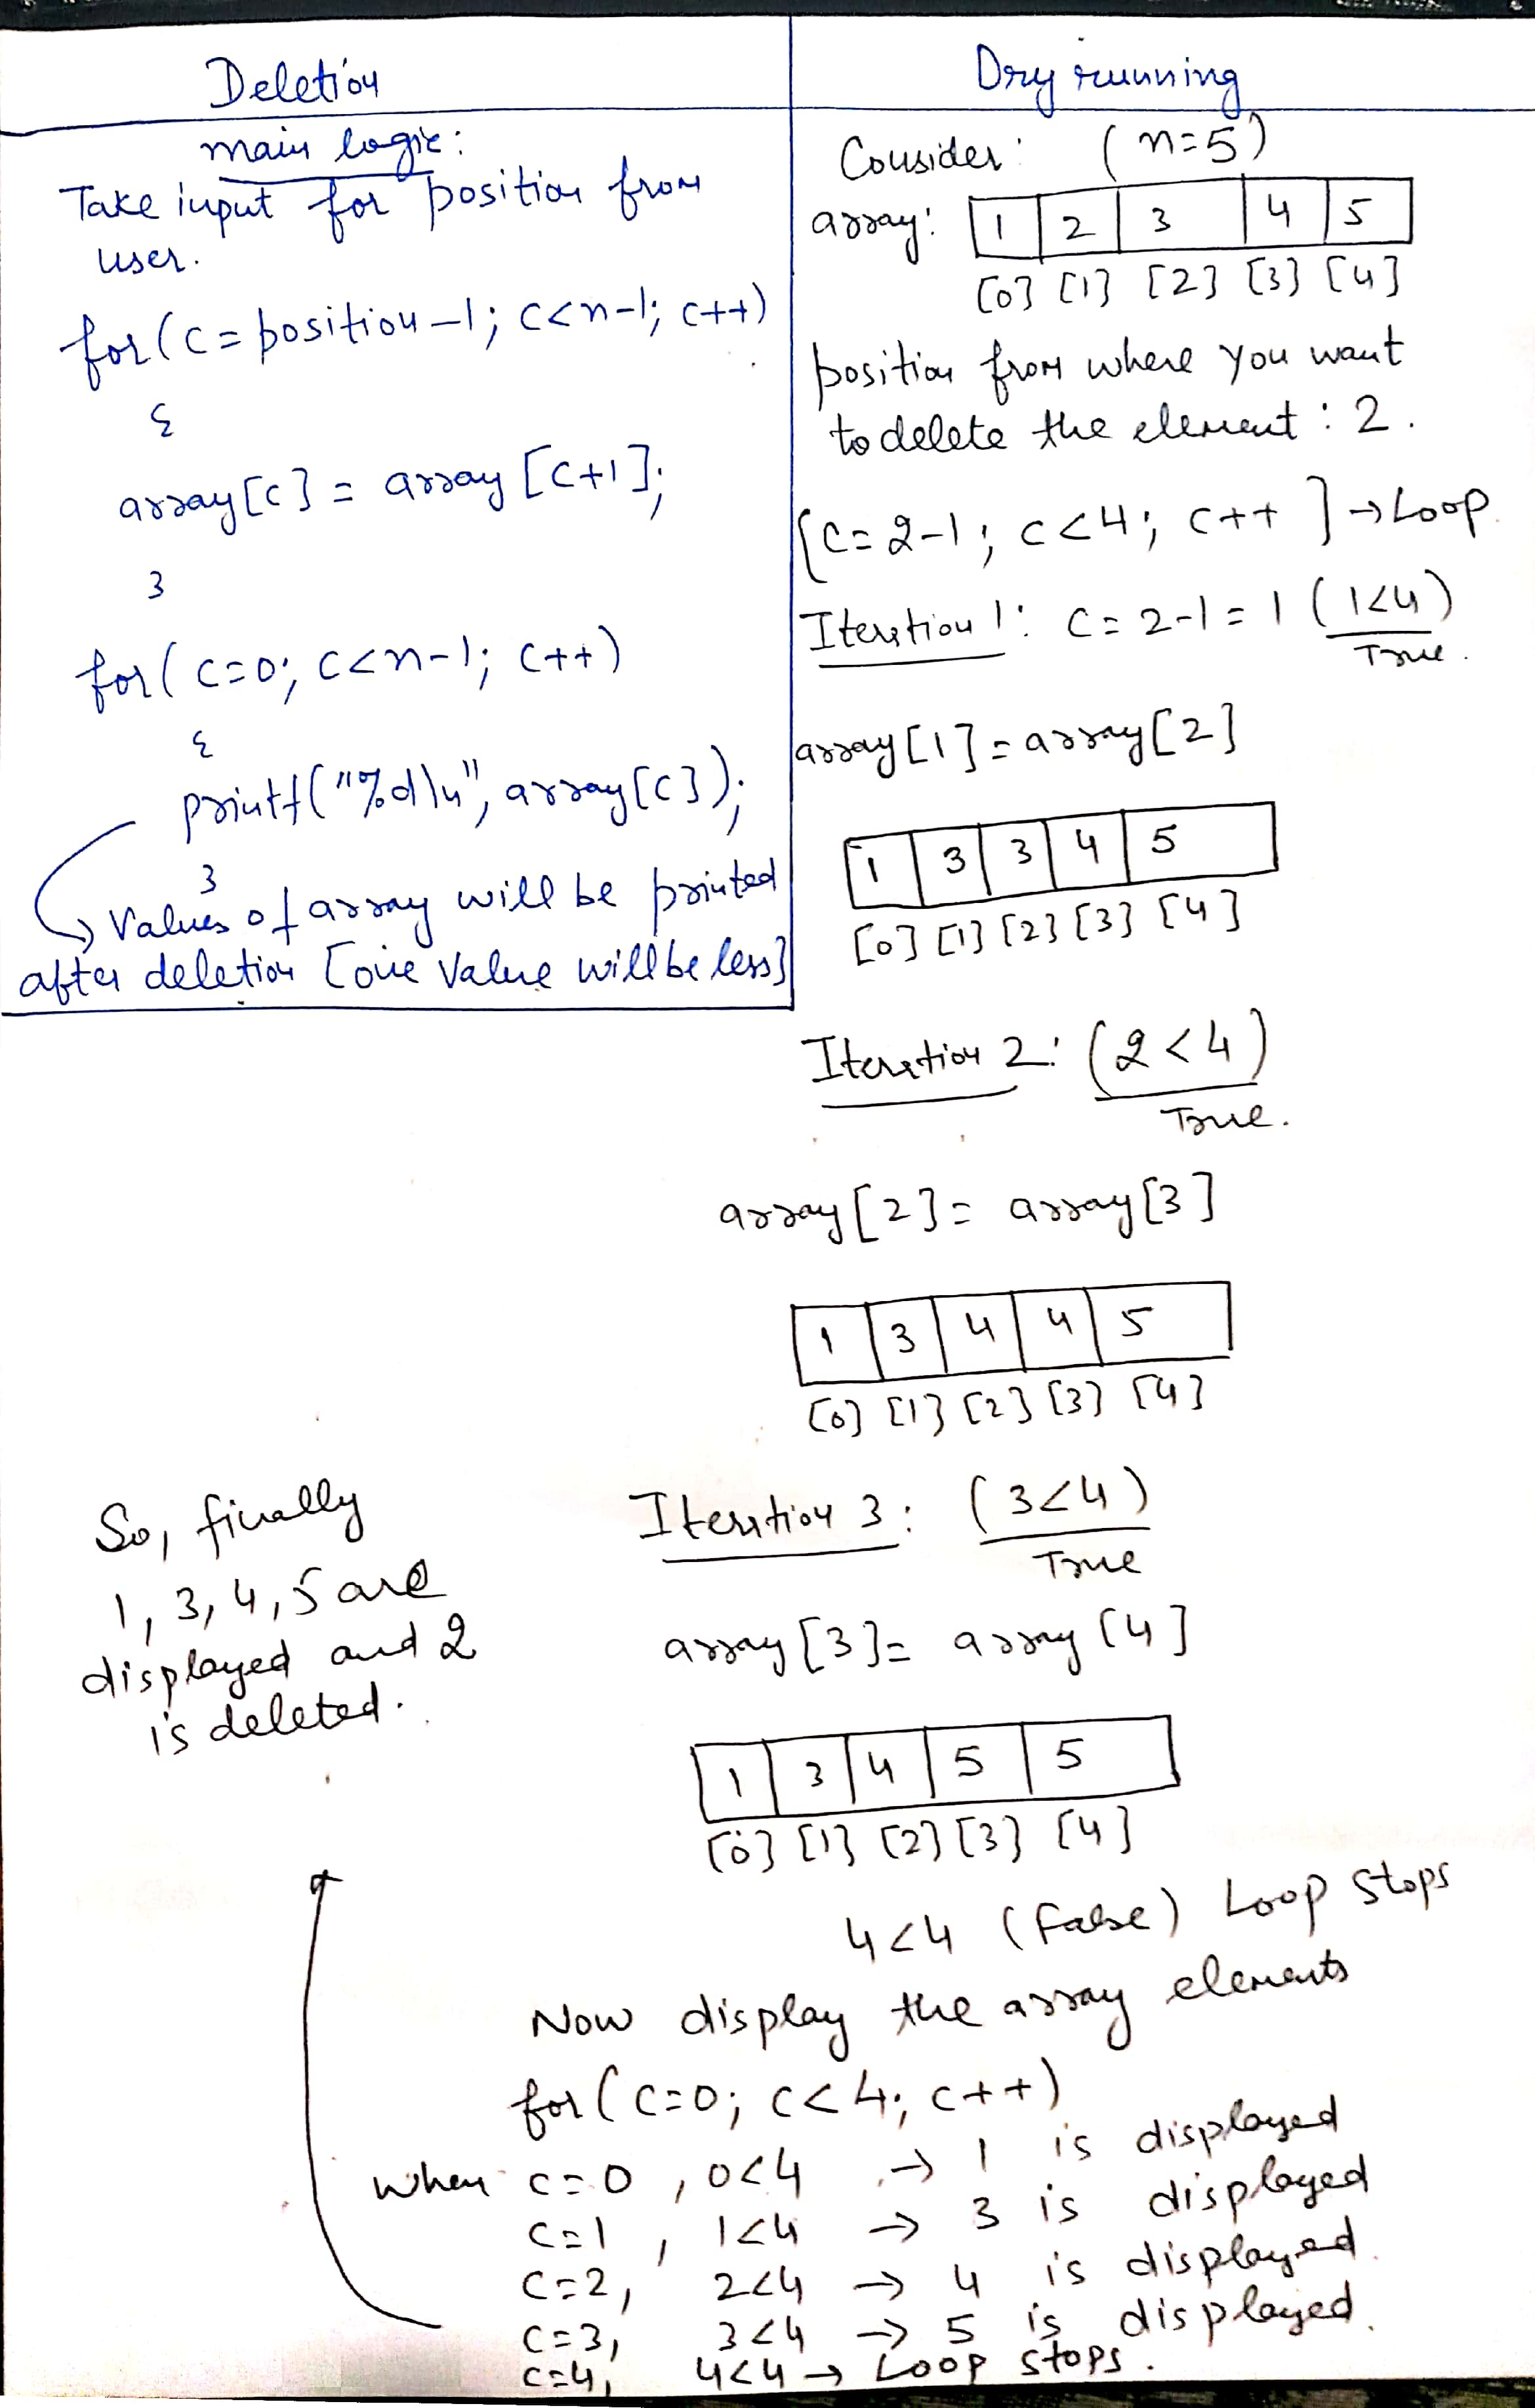 Deletion
main logic:
Take input for position from
user.
for(c=position-1; c<n-1; c++)
{
array[c] = array[c+1];
}
for(c=0; c<n-1; c++)
{
printf("%d\n", array[c]);
}
Values of array will be printed
after deletion [one value will be less]
Dry running
Consider: (n=5)
array: 1 2 3 4 5
[0] [1] [2] [3] [4]
position from where you want
to delete the element : 2.
[c=2-1; c<4; c++] → Loop
Iteration 1: c=2-1=1 (1<4)
True.
array[1]=array[2]
1 3 3 4 5
[0] [1] [2] [3] [4]
Iteration 2: (2<4)
True.
array[2]= array[3]
1 3 4 4 5
[0] [1] [2] [3] [4]
Iteration 3: (3<4)
True
array[3]= array[4]
1 3 4 5 5
[0] [1] [2] [3] [4]
4<4 (False) Loop stops
Now display the array elements
for(c=0; c<4; c++)
when c=0, 0<4 → 1 is displayed
c=1, 1<4 → 3 is displayed
c=2, 2<4 → 4 is displayed.
c=3, 3<4 → 5 is displayed.
c=4, 4<4 → Loop stops.
So, finally
1, 3, 4, 5 are
displayed and 2
is deleted.